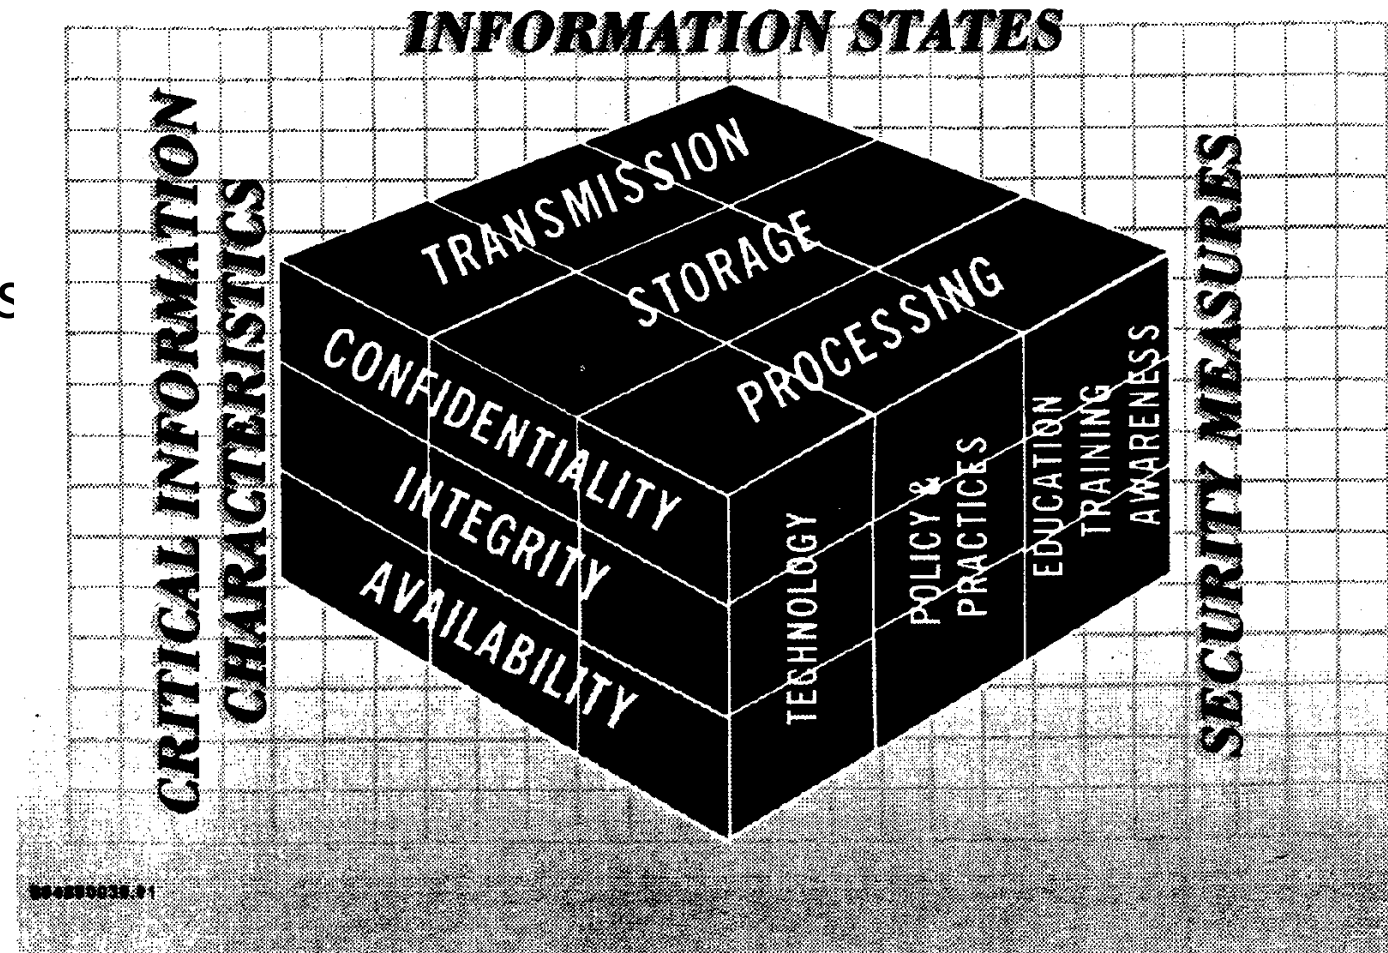 INFORMATION STATES
CRITICAL INFORMATION
CHARACTERISTICS
TRANSMISSION
STORAGE
PROCESSING
CONFIDENTIALITY
INTEGRITY
AVAILABILITY
TECHNOLOGY
POLICY &
PRACTICES
EDUCATION
TRAINING
AWARENESS
SECURITY MEASURES
S